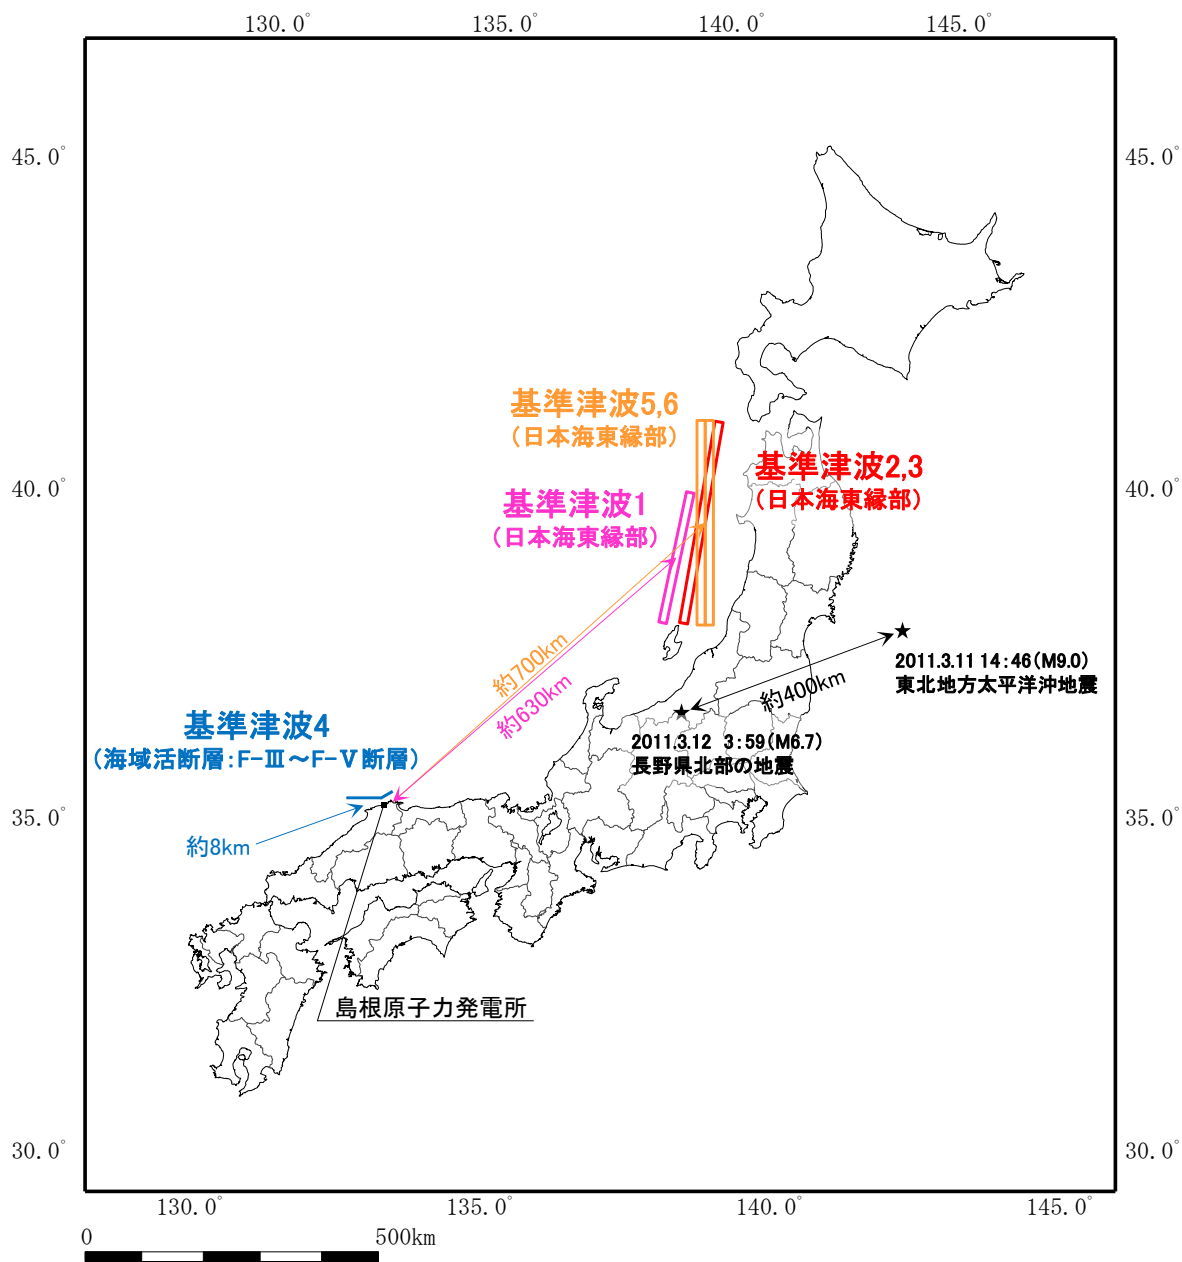 130.0° 135.0° 140.0° 145.0°
45.0° 45.0°
基準津波5,6
（日本海東縁部）
基準津波2,3
（日本海東縁部）
40.0° 40.0°
基準津波1
（日本海東縁部）
約700km
約630km
2011.3.11 14：46（M9.0）
東北地方太平洋沖地震
約400km
2011.3.12 3：59（M6.7）
長野県北部の地震
基準津波4
（海域活断層：F-Ⅲ～F-Ⅴ断層）
35.0° 35.0°
約8km
島根原子力発電所
30.0° 30.0°
130.0° 135.0° 140.0° 145.0°
0 500km